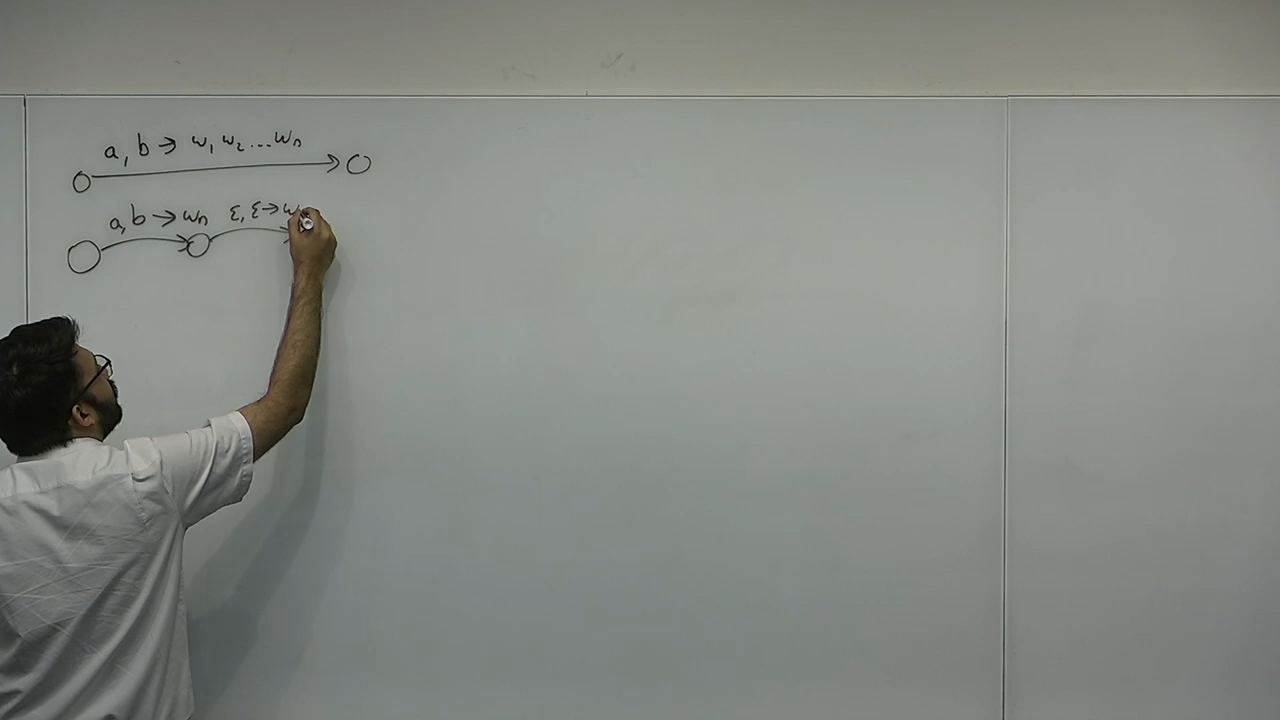 a, b → w₁ w₂ ... wₙ
a, b → wₙ ε, ε → w